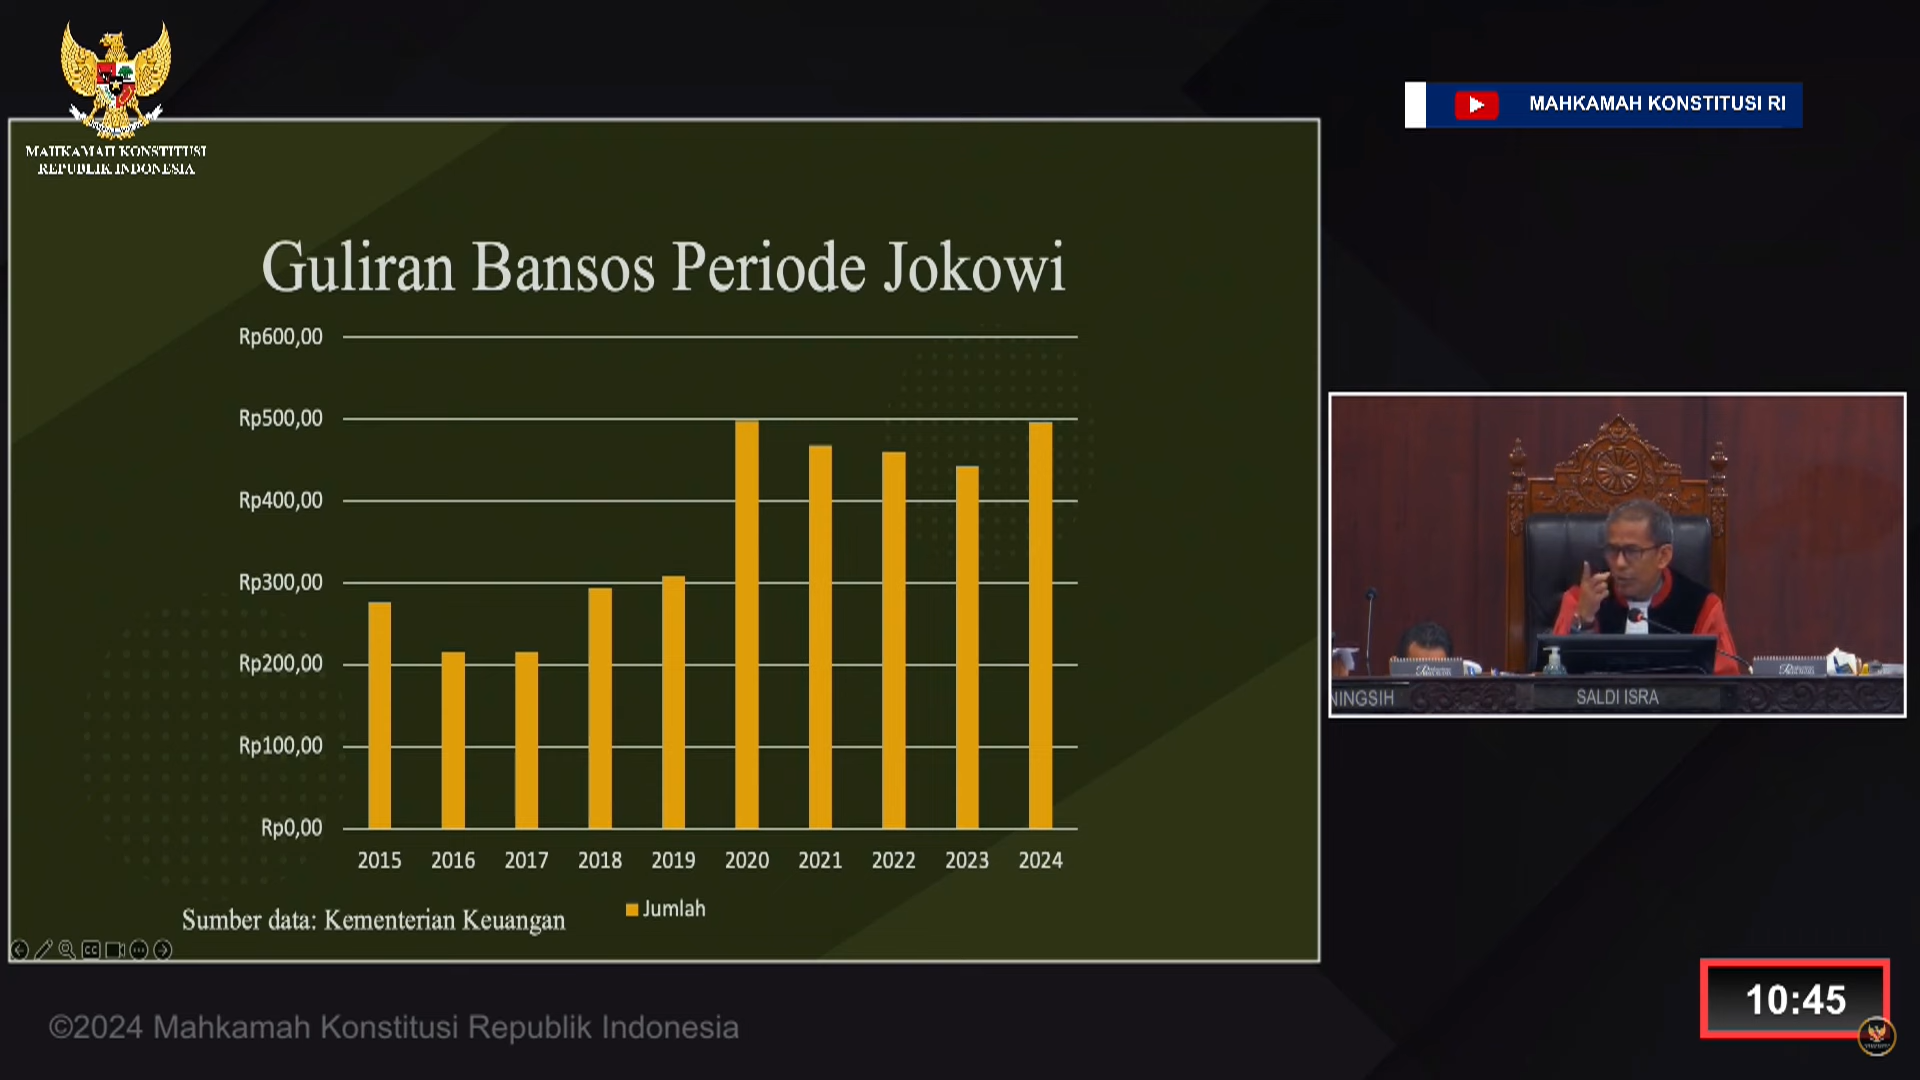 MAHKAMAH KONSTITUSI
REPUBLIK INDONESIA
MAHKAMAH KONSTITUSI RI
Guliran Bansos Periode Jokowi
Rp600,00
Rp500,00
Rp400,00
Rp300,00
Rp200,00
Rp100,00
Rp0,00
2015 2016 2017 2018 2019 2020 2021 2022 2023 2024
Jumlah
Sumber data: Kementerian Keuangan
CC
NINGSIH
SALDI ISRA
©2024 Mahkamah Konstitusi Republik Indonesia
10:45